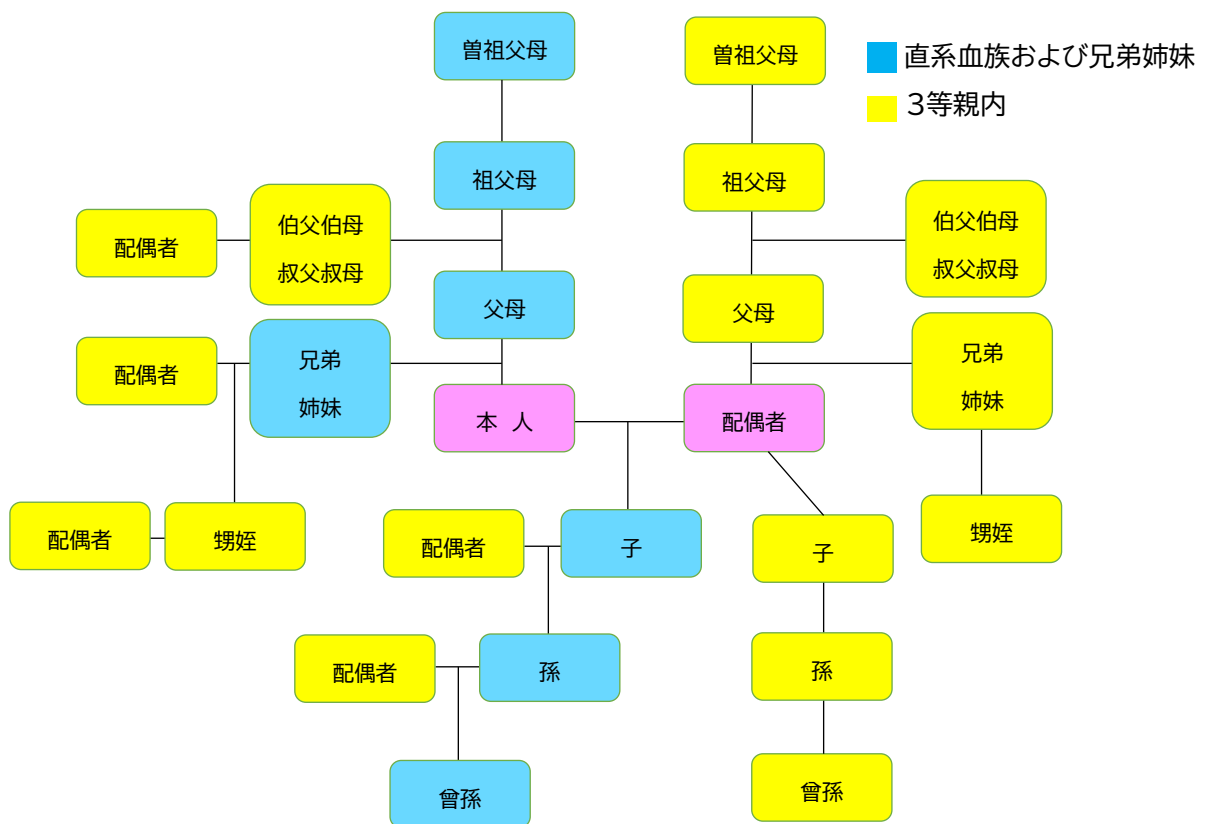 曽祖父母
曽祖父母
直系血族および兄弟姉妹
３等親内
祖父母
祖父母
配偶者
伯父伯母
叔父叔母
伯父伯母
叔父叔母
父母
父母
配偶者
兄弟
姉妹
兄弟
姉妹
本 人
配偶者
配偶者
甥姪
配偶者
子
子
甥姪
配偶者
孫
孫
曾孫
曾孫